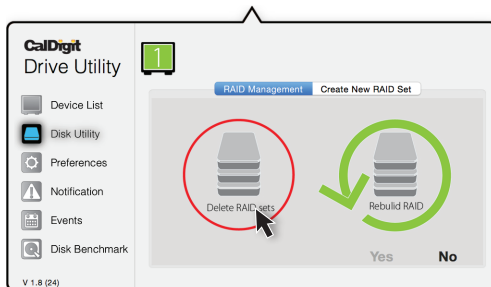 CalDigit
Drive Utility
1
RAID Management
Create New RAID Set
Device List
Disk Utility
Preferences
Notification
Events
Disk Benchmark
Delete RAID sets
Rebulid RAID
Yes
No
V 1.8 (24)